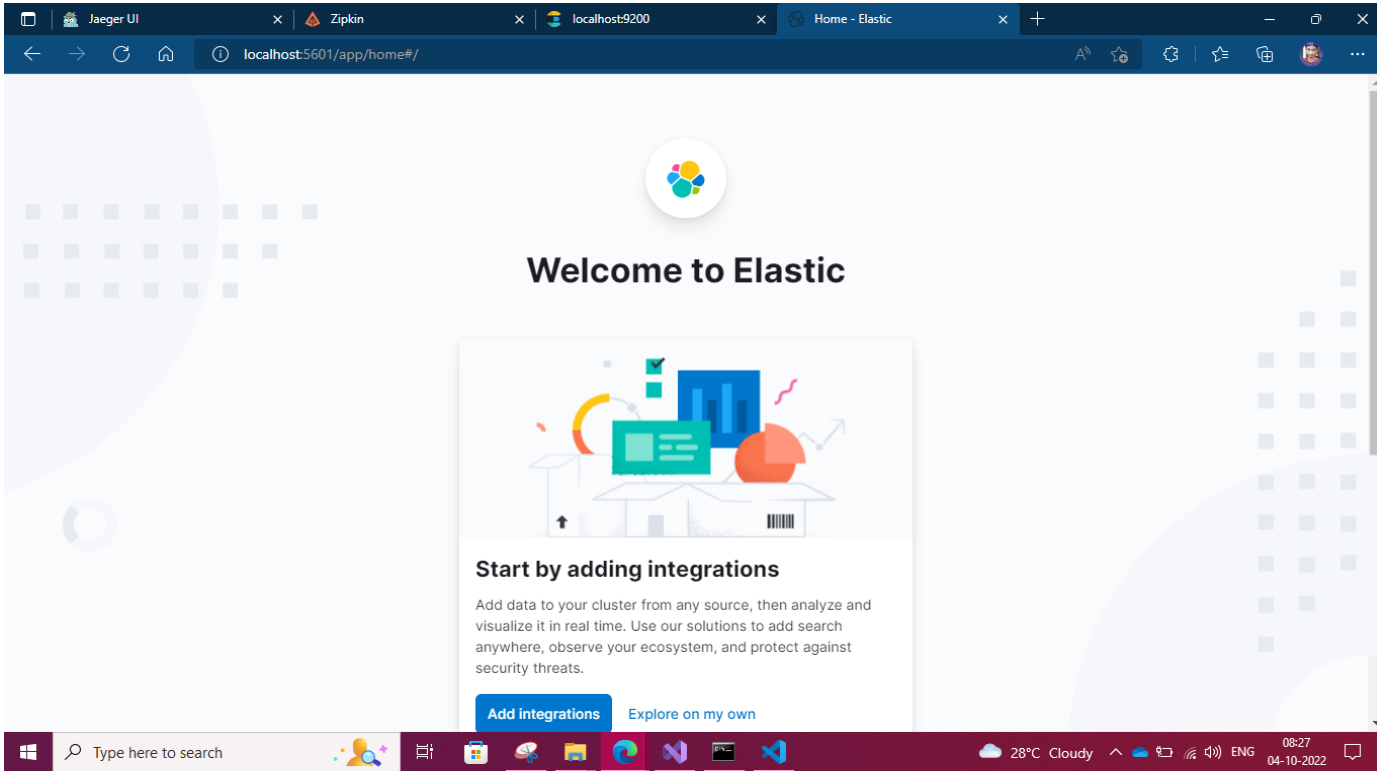 Jaeger UI
Zipkin
localhost:9200
Home - Elastic
localhost:5601/app/home#/
Welcome to Elastic
Start by adding integrations
Add data to your cluster from any source, then analyze and
visualize it in real time. Use our solutions to add search
anywhere, observe your ecosystem, and protect against
security threats.
Add integrations
Explore on my own
Type here to search
28°C Cloudy
ENG
08:27
04-10-2022